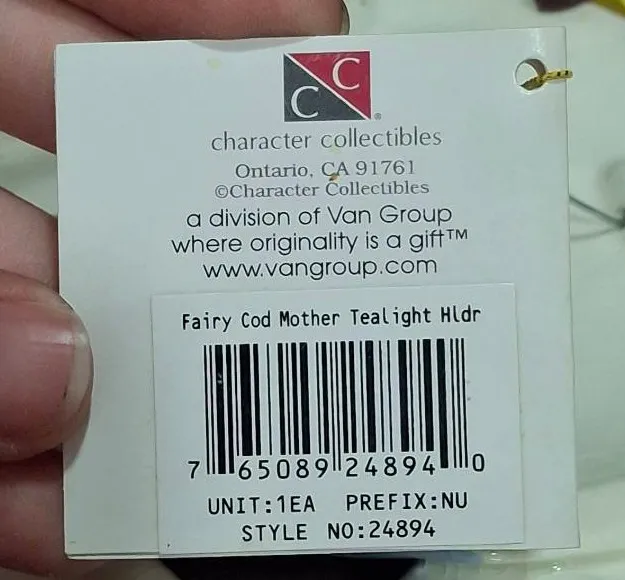 C C ®
character collectibles
Ontario, CA 91761
©Character Collectibles
a division of Van Group
where originality is a gift™
www.vangroup.com
Fairy Cod Mother Tealight Hldr
7 65089 24894 0
UNIT:1EA PREFIX:NU
STYLE NO:24894